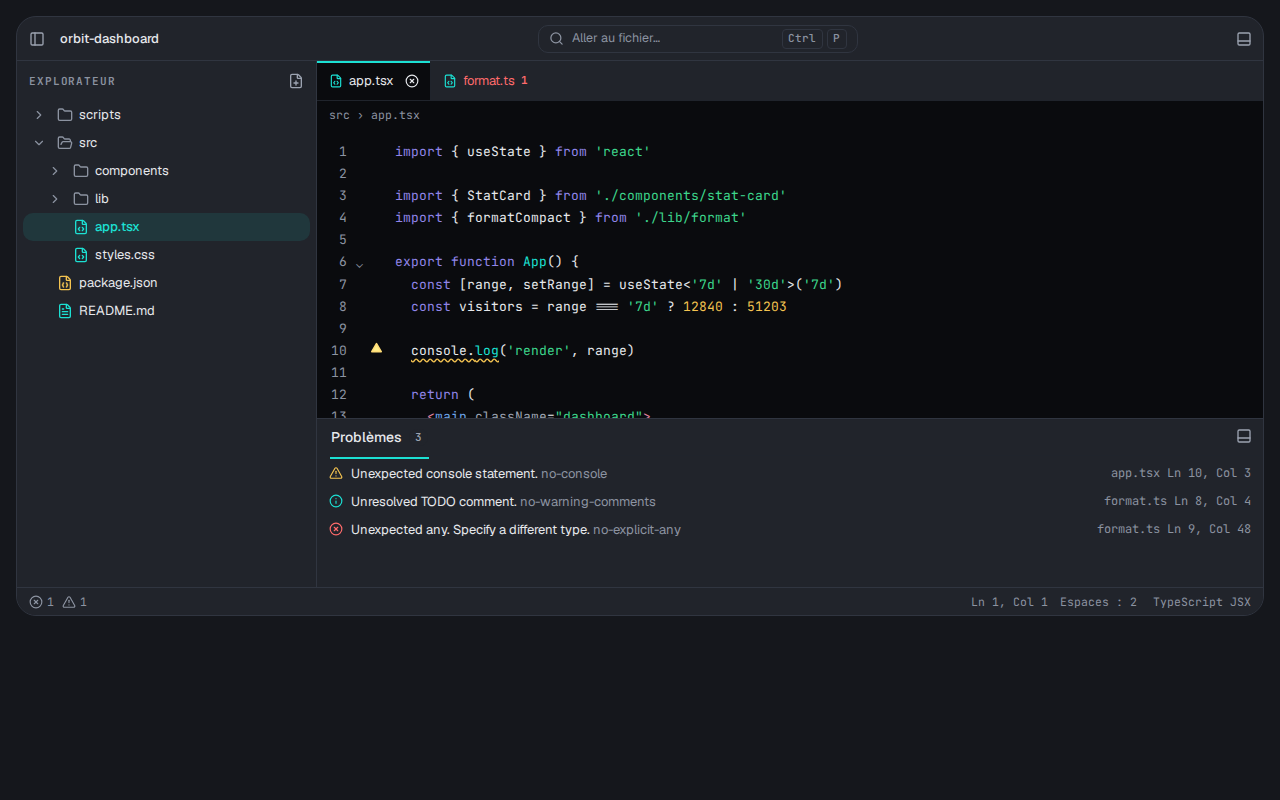 orbit-dashboard
Aller au fichier…
Ctrl P
EXPLORATEUR
scripts
src
components
lib
app.tsx
styles.css
package.json
README.md
app.tsx
format.ts 1
src › app.tsx
1 import { useState } from 'react'
2
3 import { StatCard } from './components/stat-card'
4 import { formatCompact } from './lib/format'
5
6 export function App() {
7 const [range, setRange] = useState<'7d' | '30d'>('7d')
8 const visitors = range === '7d' ? 12840 : 51203
9
10 console.log('render', range)
11
12 return (
13 <main className="dashboard">
Problèmes 3
Unexpected console statement. no-console app.tsx Ln 10, Col 3
Unresolved TODO comment. no-warning-comments format.ts Ln 8, Col 4
Unexpected any. Specify a different type. no-explicit-any format.ts Ln 9, Col 48
1 1
Ln 1, Col 1 Espaces : 2 TypeScript JSX